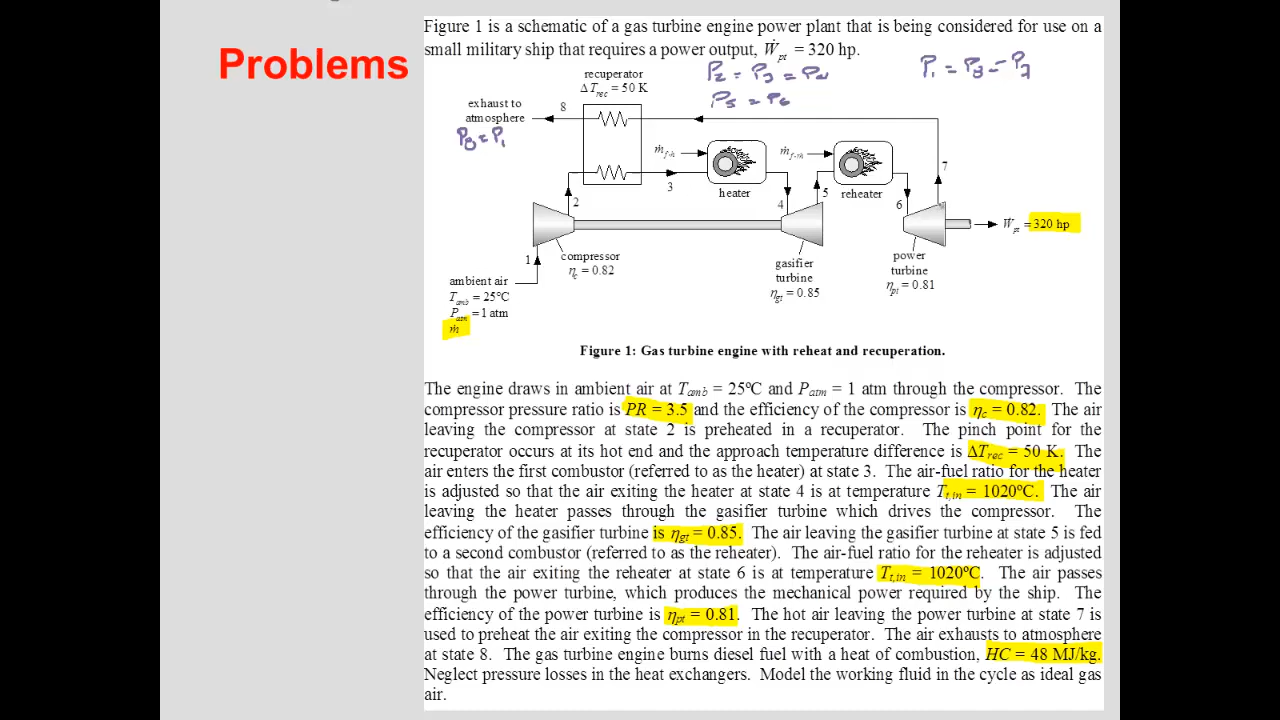 Problems
Figure 1 is a schematic of a gas turbine engine power plant that is being considered for use on a
small military ship that requires a power output, Ẇpt = 320 hp.
P2 = P3 = P4
P1 = P8 = P7
P5 = P6
recuperator
ΔTrec = 50 K
exhaust to
atmosphere
8
P8 = P1
ṁf,h
ṁf,rh
7
2
3
heater
4
5
reheater
6
Ẇpt = 320 hp
1
compressor
ηc = 0.82
gasifier
turbine
ηgt = 0.85
power
turbine
ηpt = 0.81
ambient air
Tamb = 25°C
Patm = 1 atm
ṁ
Figure 1: Gas turbine engine with reheat and recuperation.
The engine draws in ambient air at Tamb = 25°C and Patm = 1 atm through the compressor. The
compressor pressure ratio is PR = 3.5 and the efficiency of the compressor is ηc = 0.82. The air
leaving the compressor at state 2 is preheated in a recuperator. The pinch point for the
recuperator occurs at its hot end and the approach temperature difference is ΔTrec = 50 K. The
air enters the first combustor (referred to as the heater) at state 3. The air-fuel ratio for the heater
is adjusted so that the air exiting the heater at state 4 is at temperature Tt,in = 1020°C. The air
leaving the heater passes through the gasifier turbine which drives the compressor. The
efficiency of the gasifier turbine is ηgt = 0.85. The air leaving the gasifier turbine at state 5 is fed
to a second combustor (referred to as the reheater). The air-fuel ratio for the reheater is adjusted
so that the air exiting the reheater at state 6 is at temperature Tt,in = 1020°C. The air passes
through the power turbine, which produces the mechanical power required by the ship. The
efficiency of the power turbine is ηpt = 0.81. The hot air leaving the power turbine at state 7 is
used to preheat the air exiting the compressor in the recuperator. The air exhausts to atmosphere
at state 8. The gas turbine engine burns diesel fuel with a heat of combustion, HC = 48 MJ/kg.
Neglect pressure losses in the heat exchangers. Model the working fluid in the cycle as ideal gas
air.